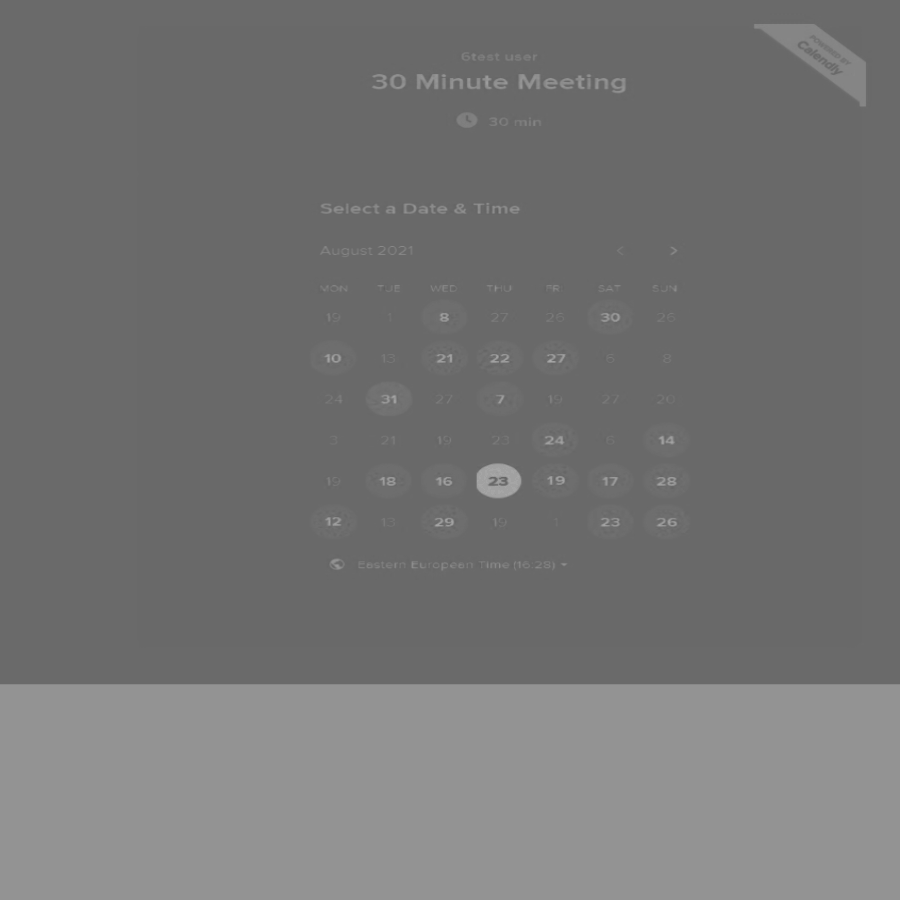 6test user
30 Minute Meeting
POWERED BY
Calendly
30 min
Select a Date & Time
August 2021
MON TUE WED THU FRI SAT SUN
19 1 8 27 26 30 26
10 13 21 22 27 6 8
24 31 27 7 19 27 26
3 21 19 23 24 6 14
19 18 16 23 19 17 28
12 13 29 19 1 23 26
Eastern European Time (16:28)